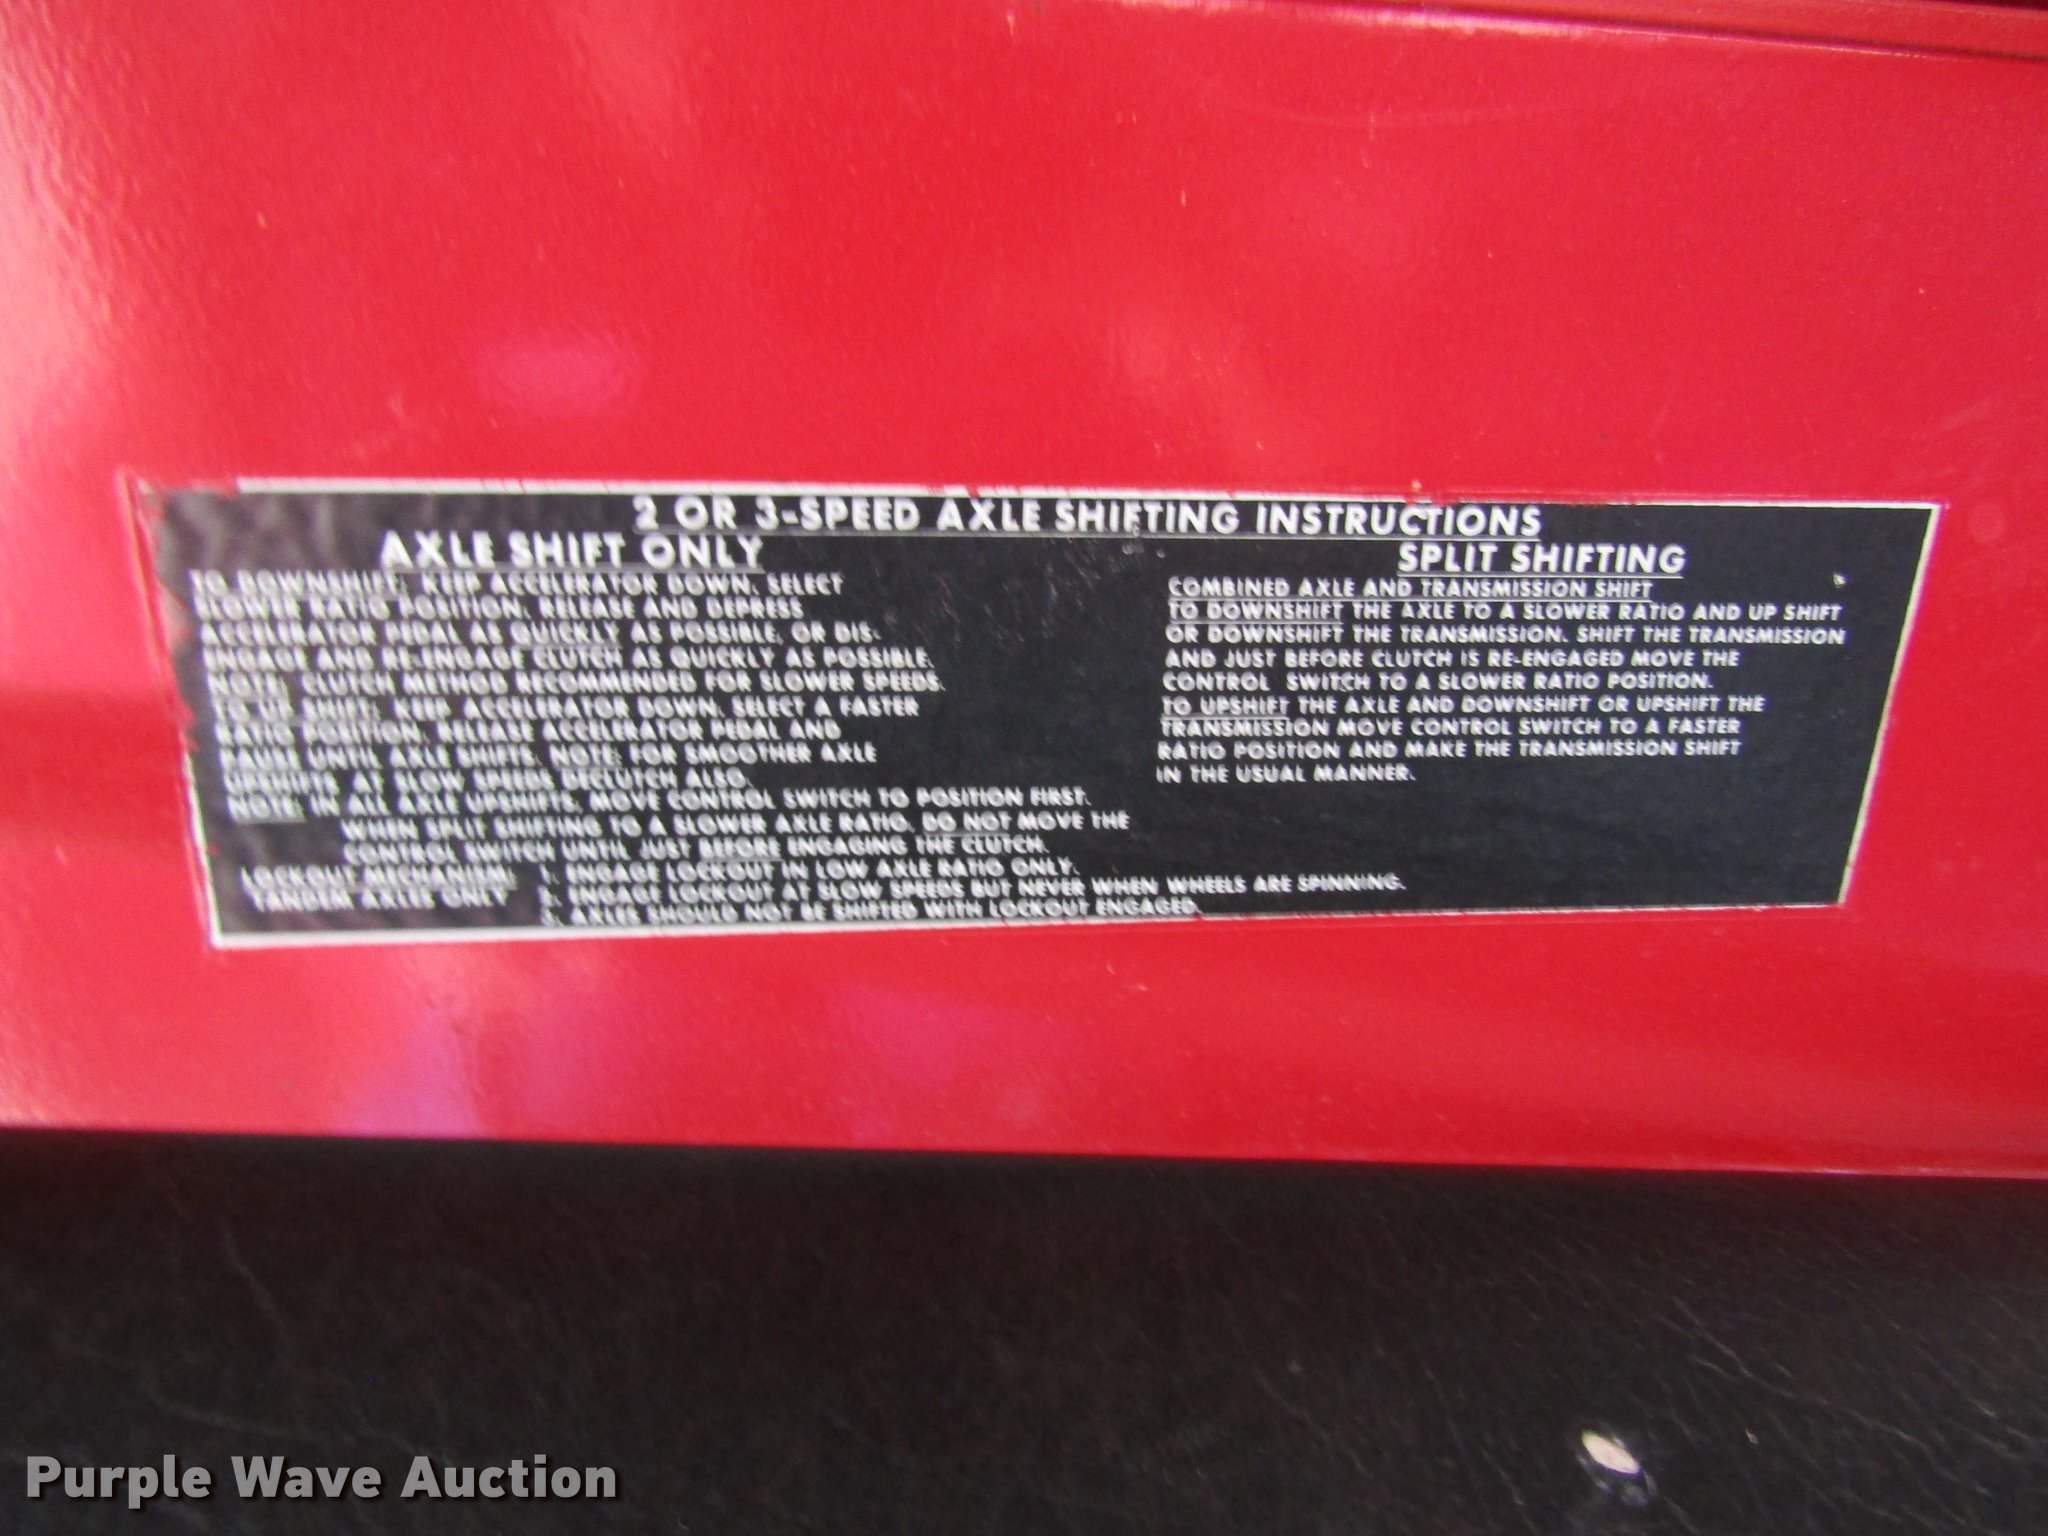 2 OR 3-SPEED AXLE SHIFTING INSTRUCTIONS
AXLE SHIFT ONLY
TO DOWNSHIFT: KEEP ACCELERATOR DOWN, SELECT
SLOWER RATIO POSITION, RELEASE AND DEPRESS
ACCELERATOR PEDAL AS QUICKLY AS POSSIBLE, OR DIS-
ENGAGE AND RE-ENGAGE CLUTCH AS QUICKLY AS POSSIBLE.
NOTE: CLUTCH METHOD RECOMMENDED FOR SLOWER SPEEDS.
TO UP SHIFT: KEEP ACCELERATOR DOWN, SELECT A FASTER
RATIO POSITION, RELEASE ACCELERATOR PEDAL AND
PAUSE UNTIL AXLE SHIFTS. NOTE: FOR SMOOTHER AXLE
UPSHIFTS AT SLOW SPEEDS DECLUTCH ALSO.
NOTE: IN ALL AXLE UPSHIFTS, MOVE CONTROL SWITCH TO POSITION FIRST.
WHEN SPLIT SHIFTING TO A SLOWER AXLE RATIO, DO NOT MOVE THE
CONTROL SWITCH UNTIL JUST BEFORE ENGAGING THE CLUTCH.
LOCKOUT MECHANISM: 1. ENGAGE LOCKOUT IN LOW AXLE RATIO ONLY.
TANDEM AXLES ONLY 2. ENGAGE LOCKOUT AT SLOW SPEEDS BUT NEVER WHEN WHEELS ARE SPINNING.
3. AXLES SHOULD NOT BE SHIFTED WITH LOCKOUT ENGAGED.
SPLIT SHIFTING
COMBINED AXLE AND TRANSMISSION SHIFT
TO DOWNSHIFT THE AXLE TO A SLOWER RATIO AND UP SHIFT
OR DOWNSHIFT THE TRANSMISSION. SHIFT THE TRANSMISSION
AND JUST BEFORE CLUTCH IS RE-ENGAGED MOVE THE
CONTROL SWITCH TO A SLOWER RATIO POSITION.
TO UPSHIFT THE AXLE AND DOWNSHIFT OR UPSHIFT THE
TRANSMISSION MOVE CONTROL SWITCH TO A FASTER
RATIO POSITION AND MAKE THE TRANSMISSION SHIFT
IN THE USUAL MANNER.
Purple Wave Auction